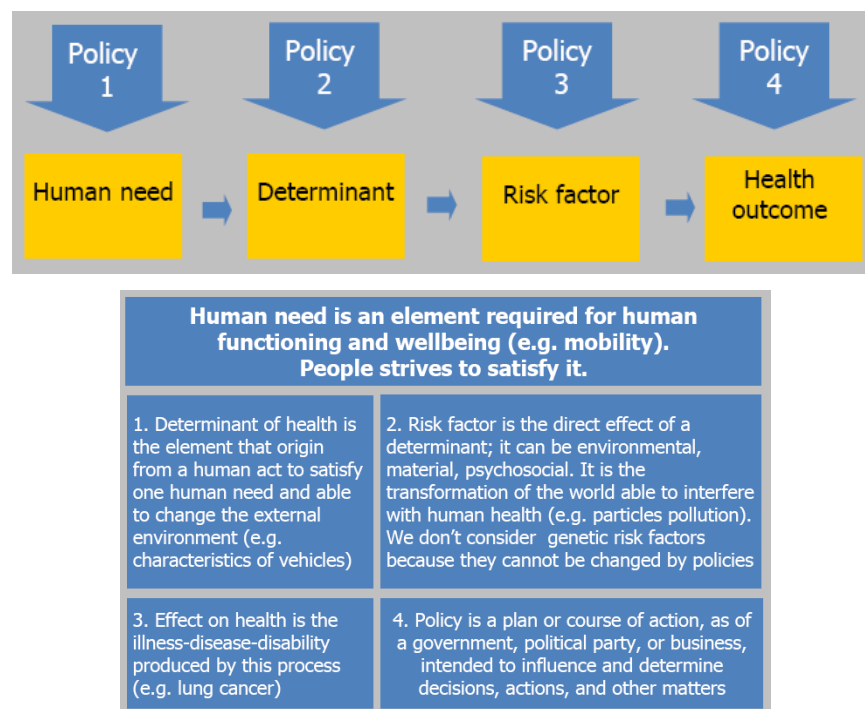 Policy
1
Policy
2
Policy
3
Policy
4
Human need
Determinant
Risk factor
Health
outcome
Human need is an element required for human
functioning and wellbeing (e.g. mobility).
People strives to satisfy it.
1. Determinant of health is
the element that origin
from a human act to satisfy
one human need and able
to change the external
environment (e.g.
characteristics of vehicles)
2. Risk factor is the direct effect of a
determinant; it can be environmental,
material, psychosocial. It is the
transformation of the world able to interfere
with human health (e.g. particles pollution).
We don’t consider genetic risk factors
because they cannot be changed by policies
3. Effect on health is the
illness-disease-disability
produced by this process
(e.g. lung cancer)
4. Policy is a plan or course of action, as of
a government, political party, or business,
intended to influence and determine
decisions, actions, and other matters